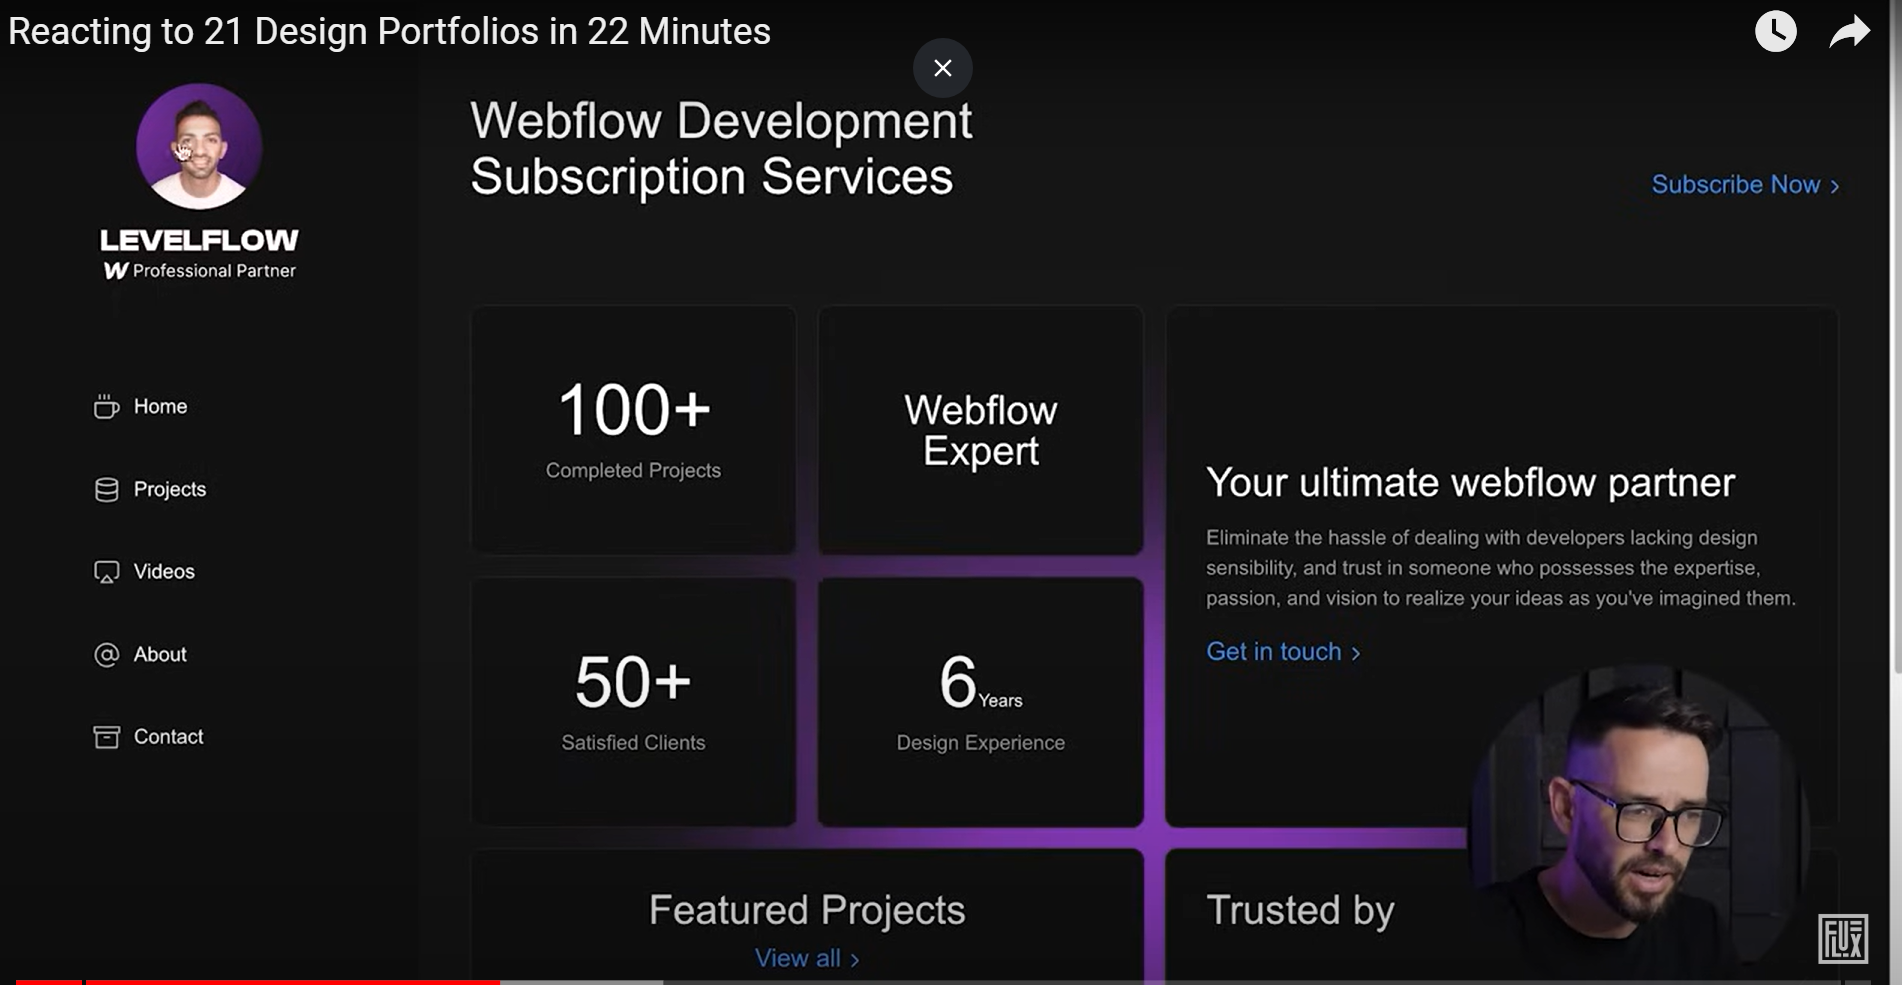 Reacting to 21 Design Portfolios in 22 Minutes
LEVELFLOW
W Professional Partner
Home
Projects
Videos
About
Contact
Webflow Development
Subscription Services
Subscribe Now
100+
Completed Projects
Webflow
Expert
50+
Satisfied Clients
6 Years
Design Experience
Your ultimate webflow partner
Eliminate the hassle of dealing with developers lacking design
sensibility, and trust in someone who possesses the expertise,
passion, and vision to realize your ideas as you've imagined them.
Get in touch
Featured Projects
View all
Trusted by
FLUX